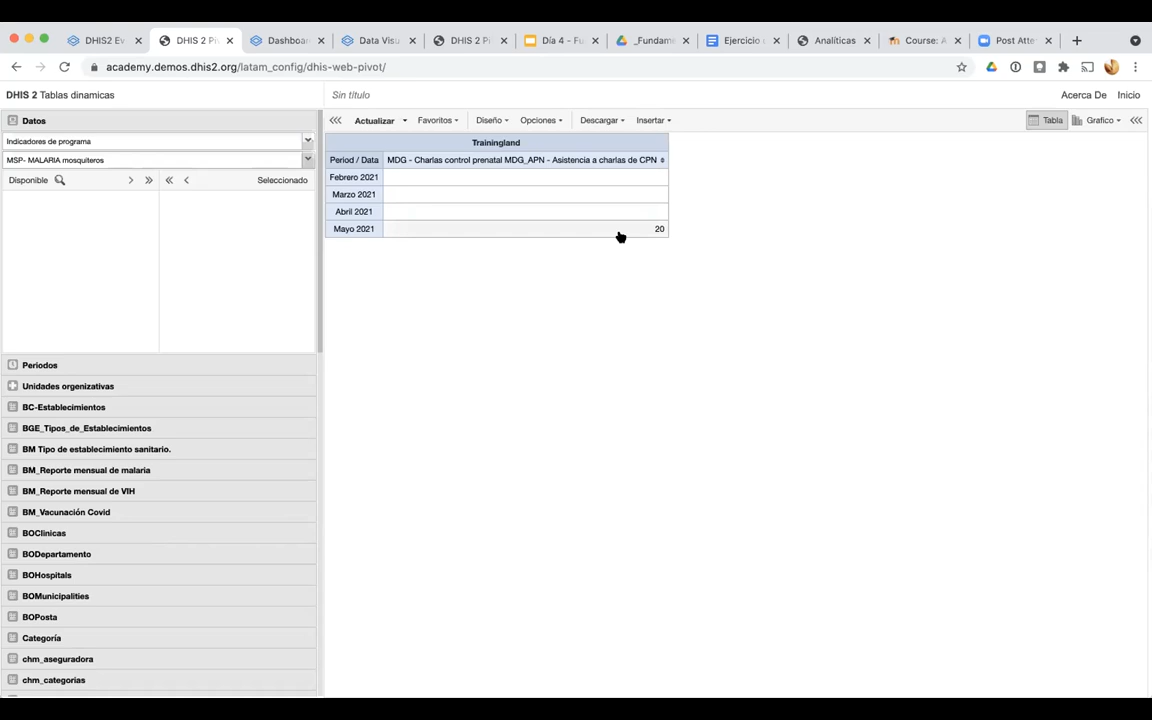 DHIS2 Ev
DHIS 2 Pi
Dashboar
Data Visu
DHIS 2 Pi
Día 4 - Fu
_Fundam
Ejercicio
Analíticas
Course: A
Post Atte
academy.demos.dhis2.org/latam_config/dhis-web-pivot/
DHIS 2 Tablas dinamicas
Sin título
Acerca De
Inicio
Datos
Actualizar
Favoritos
Diseño
Opciones
Descargar
Insertar
Tabla
Grafico
Indicadores de programa
MSP- MALARIA mosquiteros
Disponible
Seleccionado
Trainingland
Period / Data
MDG - Charlas control prenatal MDG_APN - Asistencia a charlas de CPN
Febrero 2021
Marzo 2021
Abril 2021
Mayo 2021
20
Periodos
Unidades organizativas
BC-Establecimientos
BGE_Tipos_de_Establecimientos
BM Tipo de establecimiento sanitario.
BM_Reporte mensual de malaria
BM_Reporte mensual de VIH
BM_Vacunación Covid
BOClinicas
BODepartamento
BOHospitals
BOMunicipalities
BOPosta
Categoría
chm_aseguradora
chm_categorias